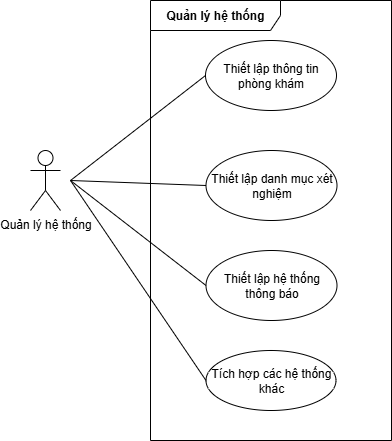 Quản lý hệ thống
Thiết lập thông tin
phòng khám
Thiết lập danh mục xét
nghiệm
Quản lý hệ thống
Thiết lập hệ thống
thông báo
Tích hợp các hệ thống
khác